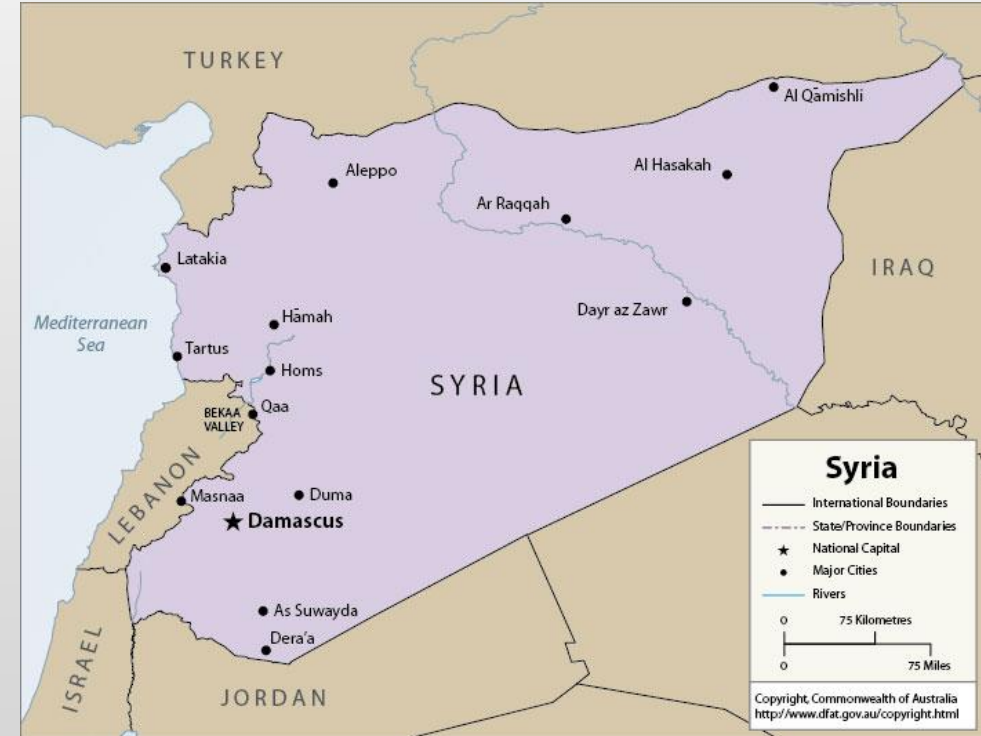 TURKEY
Al Qāmishli
Aleppo
Al Hasakah
Ar Raqqah
Latakia
IRAQ
Mediterranean
Sea
Hāmah
Dayr az Zawr
Tartus
Homs
SYRIA
BEKAA
VALLEY
Qaa
LEBANON
Masnaa
Duma
Damascus
As Suwayda
Dera'a
ISRAEL
JORDAN
Syria
International Boundaries
State/Province Boundaries
National Capital
Major Cities
Rivers
0 75 Kilometres
0 75 Miles
Copyright, Commonwealth of Australia
http://www.dfat.gov.au/copyright.html